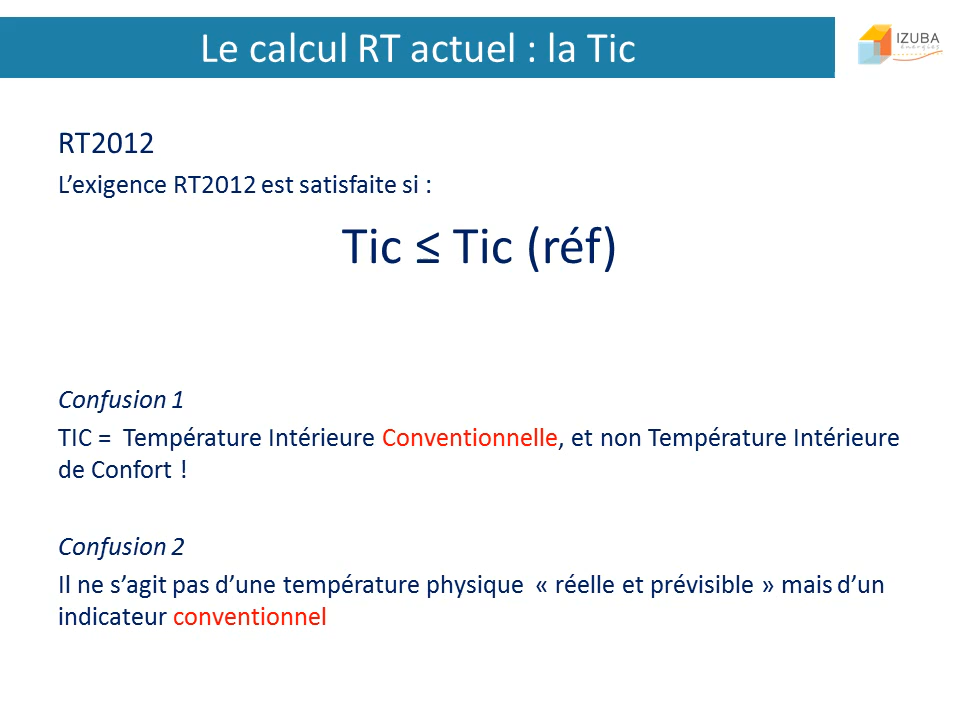 Le calcul RT actuel : la Tic
IZUBA
énergies
RT2012
L’exigence RT2012 est satisfaite si :
Tic ≤ Tic (réf)
Confusion 1
TIC = Température Intérieure Conventionnelle, et non Température Intérieure
de Confort !
Confusion 2
Il ne s’agit pas d’une température physique « réelle et prévisible » mais d’un
indicateur conventionnel